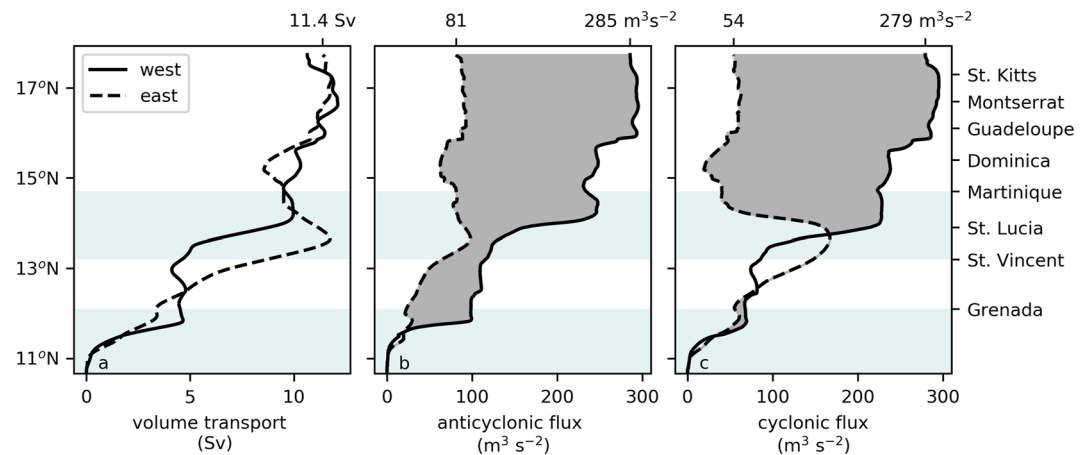 11.4 Sv
81
285 m³s⁻²
54
279 m³s⁻²
west
east
17°N
15°N
13°N
11°N
a
b
c
St. Kitts
Montserrat
Guadeloupe
Dominica
Martinique
St. Lucia
St. Vincent
Grenada
0 5 10
0 100 200 300
0 100 200 300
volume transport
(Sv)
anticyclonic flux
(m³ s⁻²)
cyclonic flux
(m³ s⁻²)